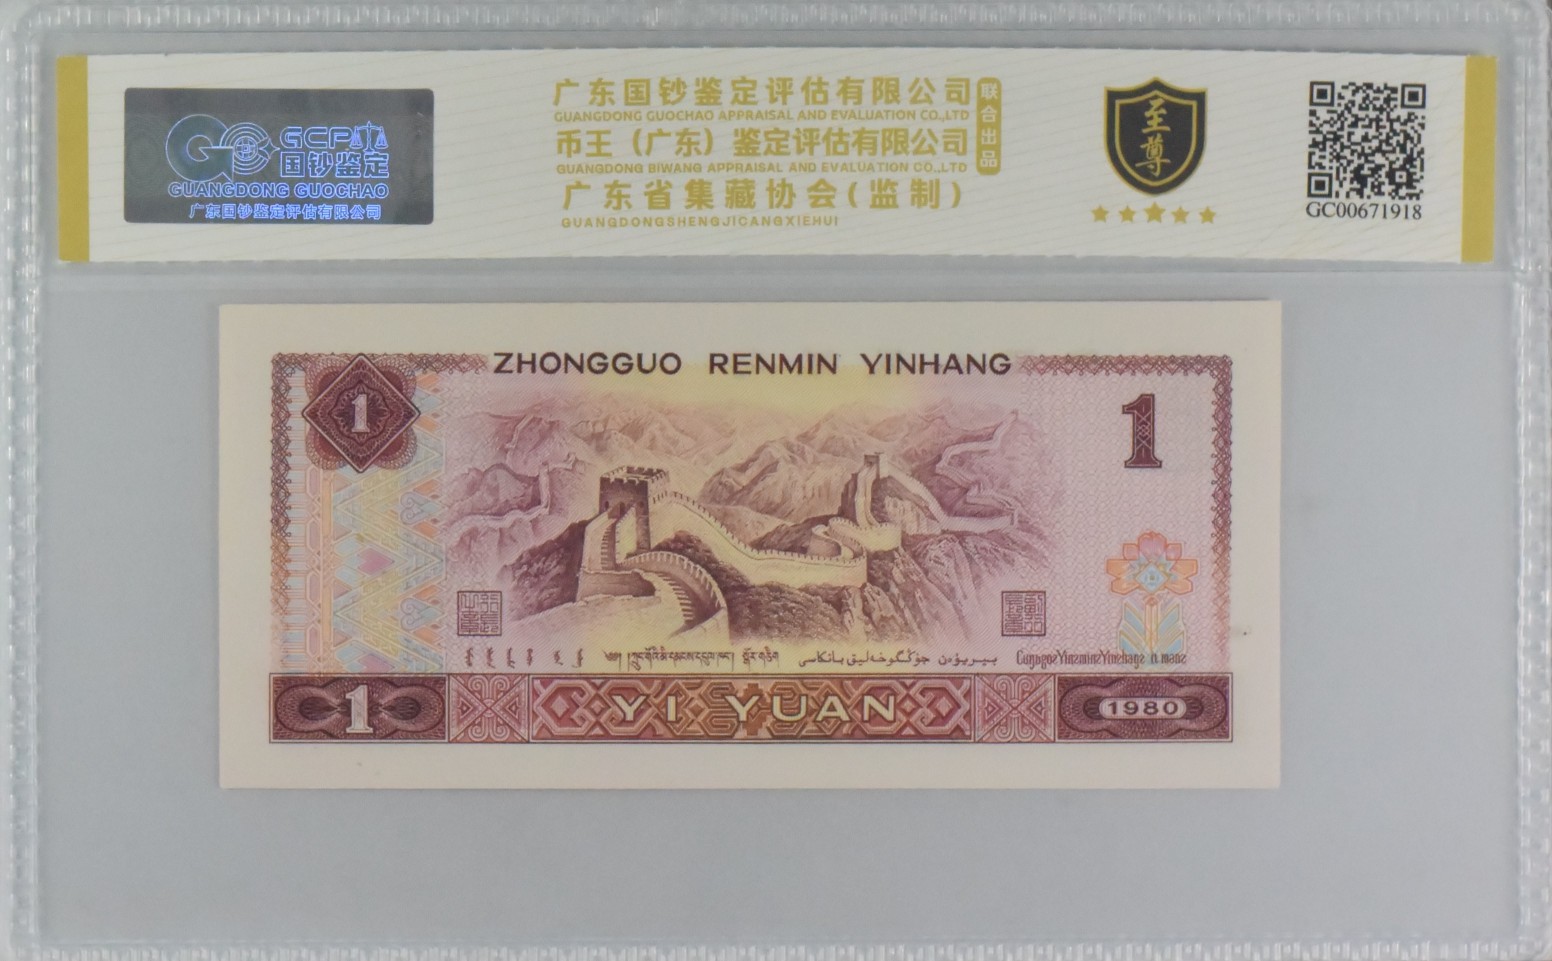 GCP
国钞鉴定
GUANGDONG GUOCHAO
广东国钞鉴定评估有限公司
广东国钞鉴定评估有限公司
GUANGDONG GUOCHAO APPRAISAL AND EVALUATION CO.,LTD
币王（广东）鉴定评估有限公司
GUANGDONG BIWANG APPRAISAL AND EVALUATION CO.,LTD
广东省集藏协会(监制)
GUANGDONGSHENGJICANGXIEHUI
联合出品
至尊
GC00671918
ZHONGGUO RENMIN YINHANG
1
1
1
YI YUAN
1980